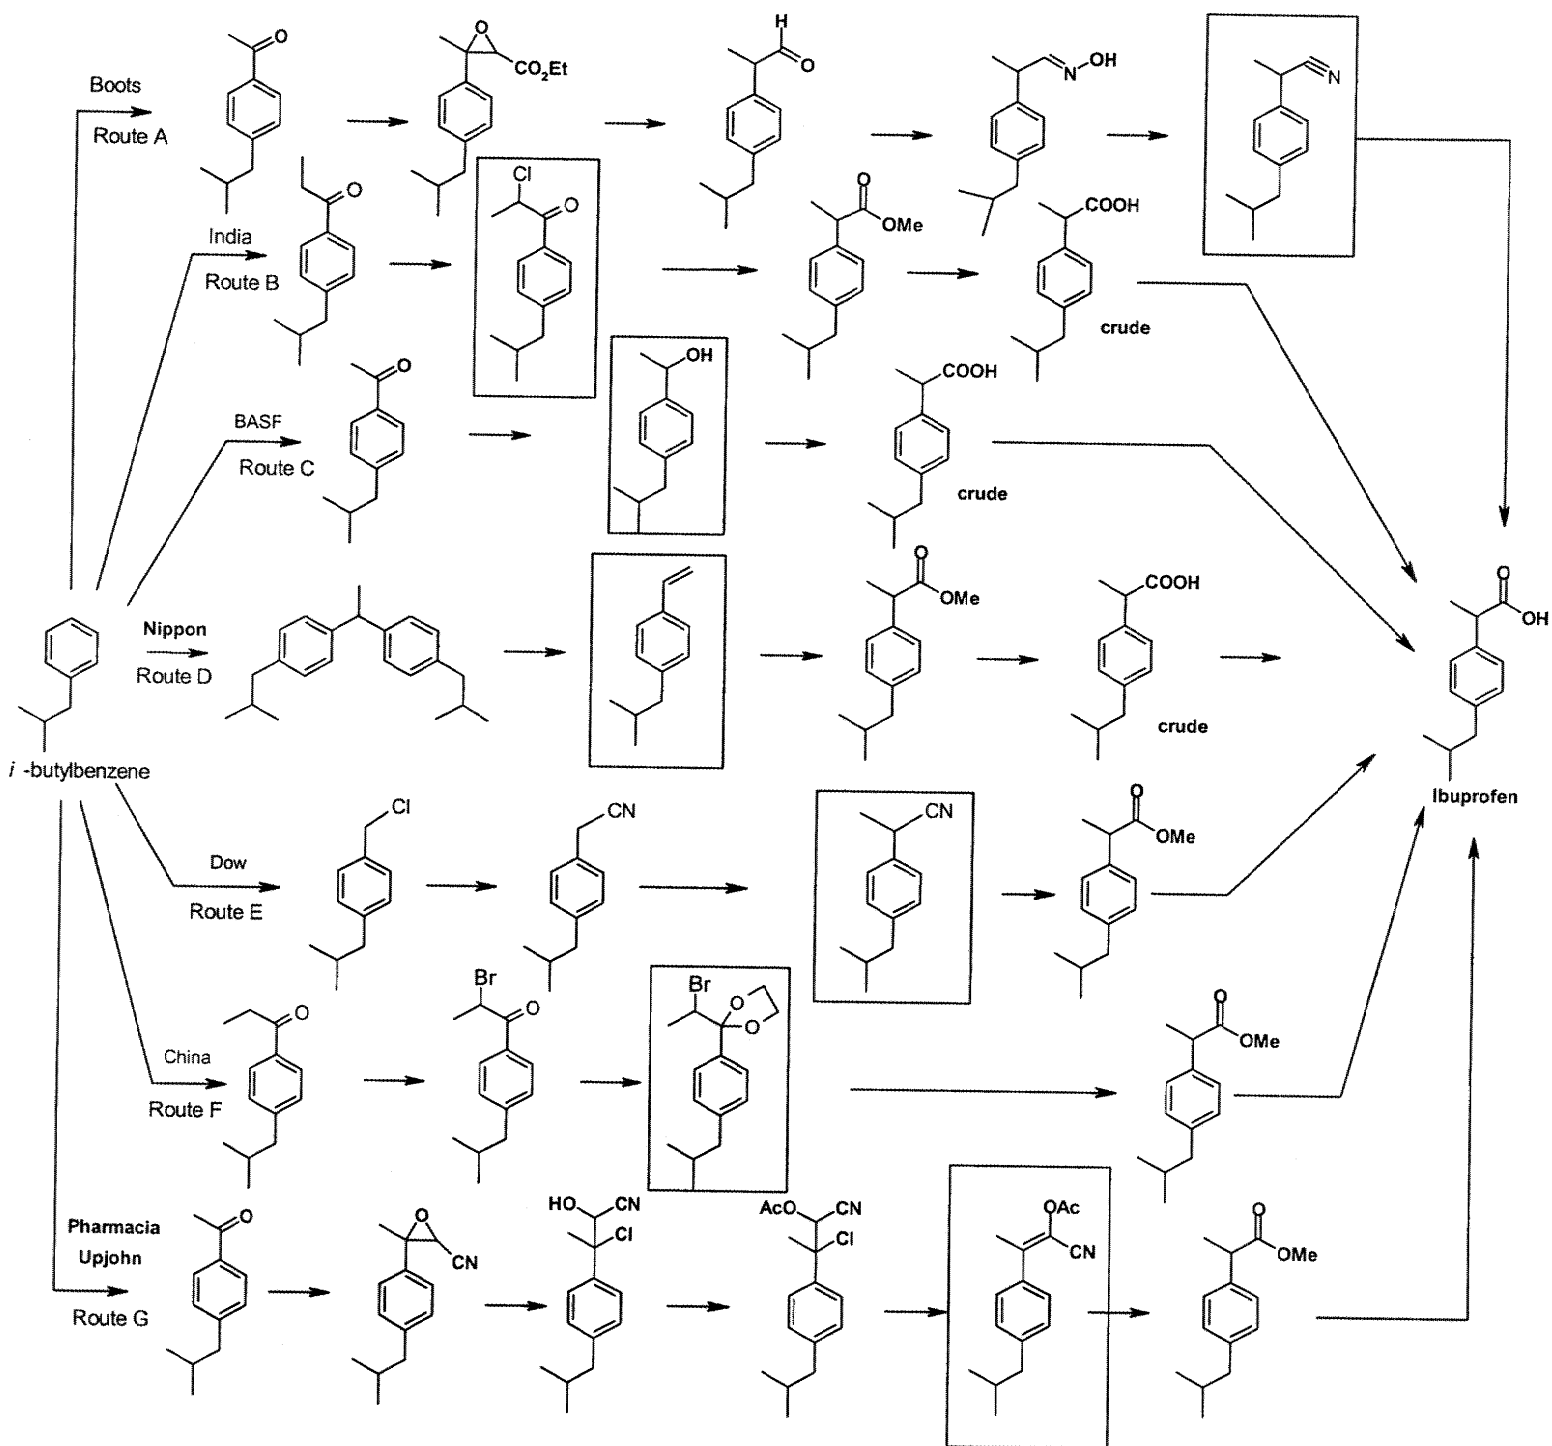 Boots
Route A
O
O
CO₂Et
H
O
N
OH
N
India
Route B
O
Cl
O
O
OMe
COOH
crude
BASF
Route C
O
OH
COOH
crude
Nippon
Route D
O
OMe
COOH
crude
O
OH
Ibuprofen
i -butylbenzene
Dow
Route E
Cl
CN
CN
O
OMe
China
Route F
O
Br
O
Br
O
O
O
OMe
Pharmacia
Upjohn
Route G
O
O
CN
HO
CN
Cl
AcO
CN
Cl
OAc
CN
O
OMe